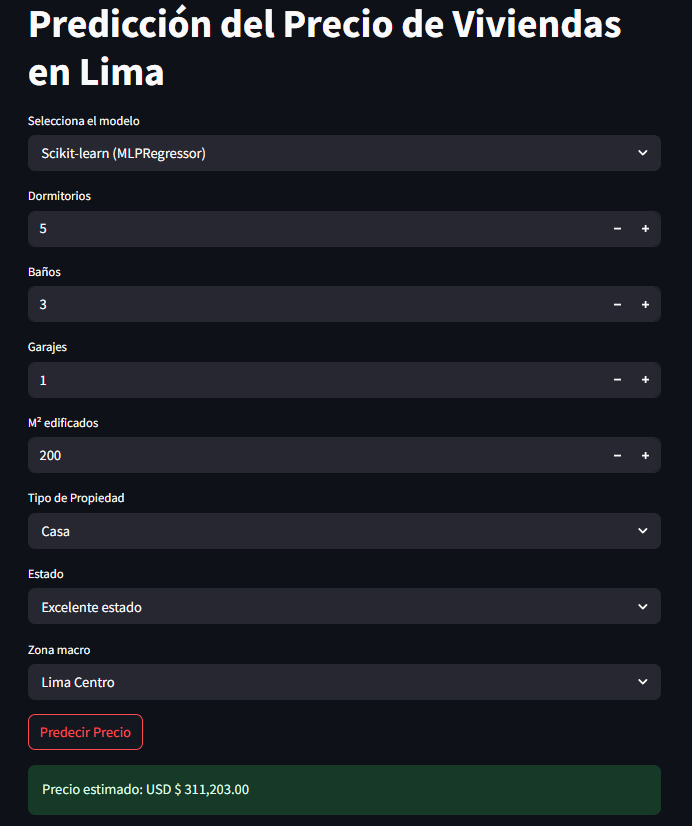 Predicción del Precio de Viviendas
en Lima
Selecciona el modelo
Scikit-learn (MLPRegressor)
Dormitorios
5
Baños
3
Garajes
1
M² edificados
200
Tipo de Propiedad
Casa
Estado
Excelente estado
Zona macro
Lima Centro
Predecir Precio
Precio estimado: USD $ 311,203.00